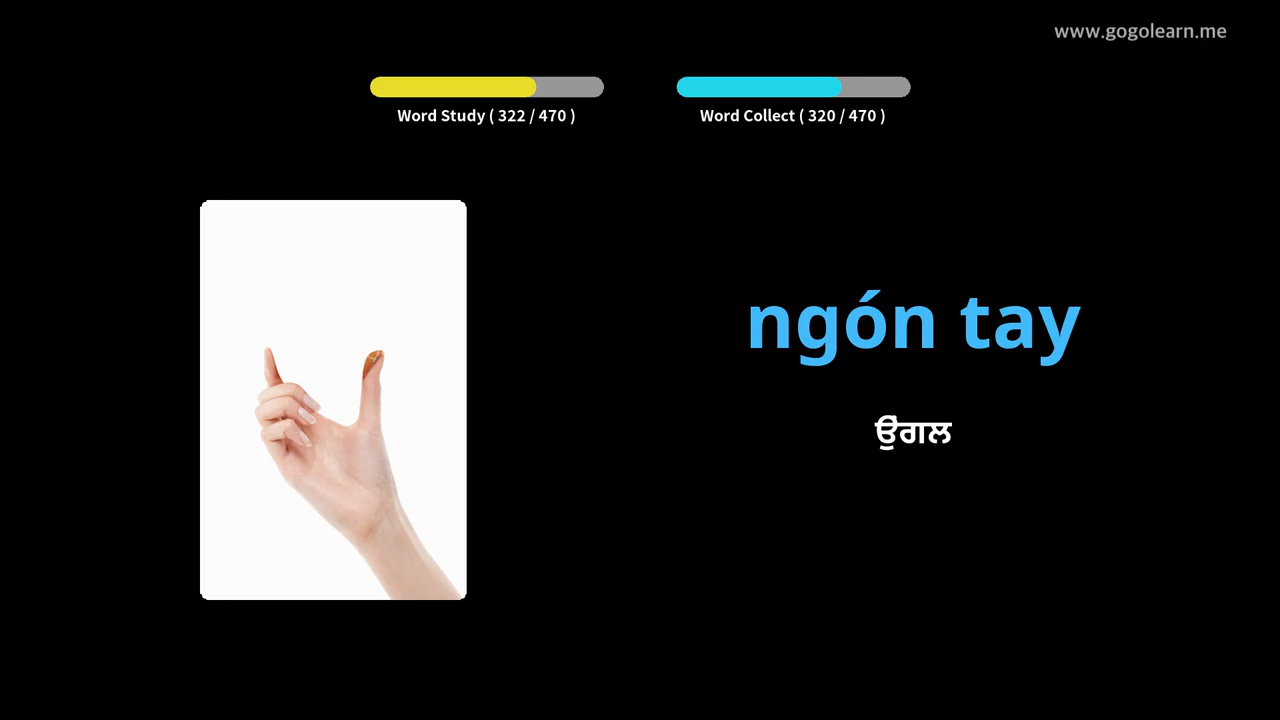 www.gogolearn.me
Word Study ( 322 / 470 )
Word Collect ( 320 / 470 )
ngón tay
ਉਂਗਲ